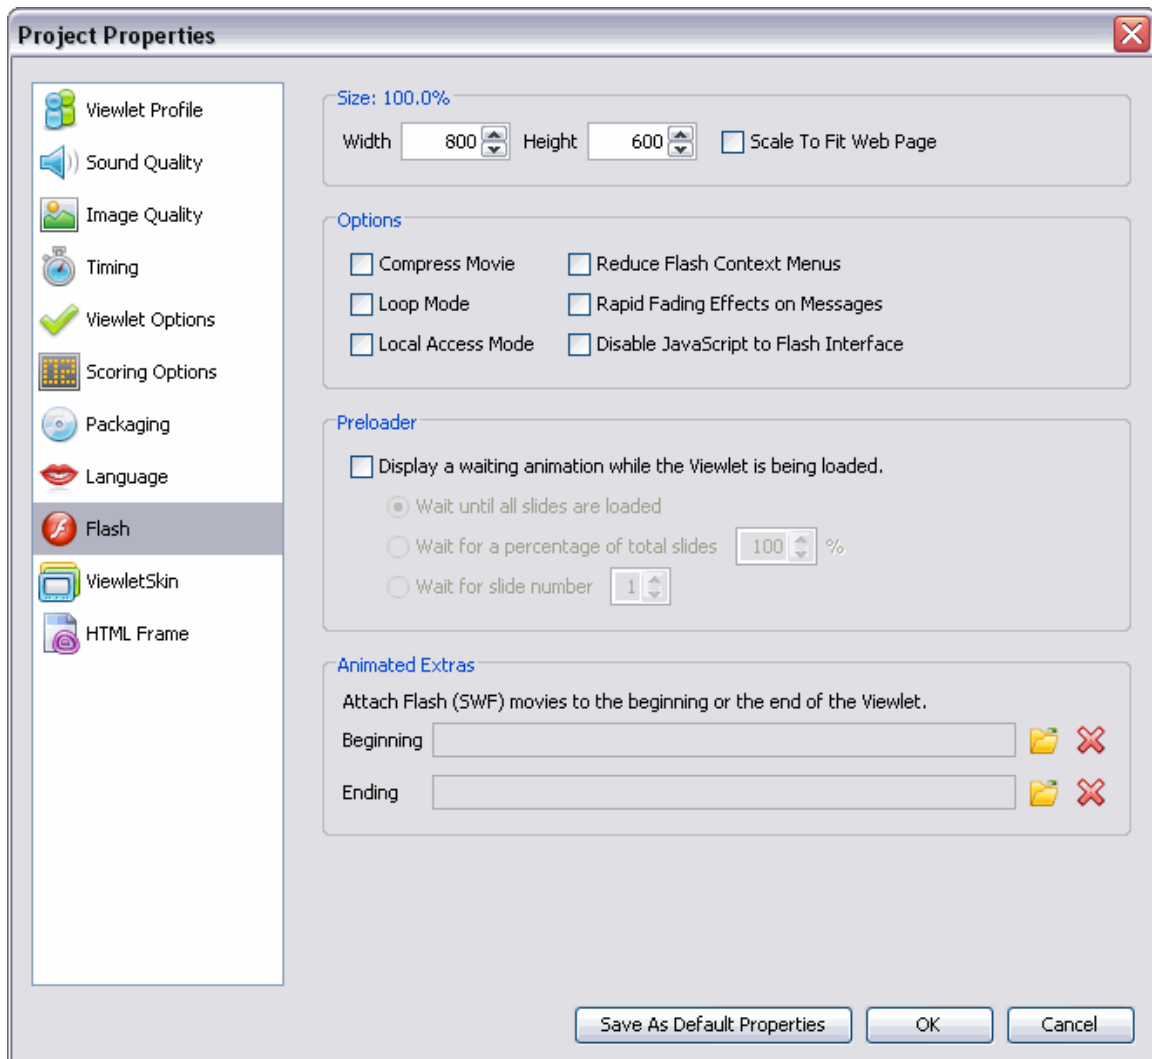 Project Properties
Viewlet Profile
Sound Quality
Image Quality
Timing
Viewlet Options
Scoring Options
Packaging
Language
Flash
ViewletSkin
HTML Frame
Size: 100.0%
Width 800 Height 600 Scale To Fit Web Page
Options
Compress Movie Reduce Flash Context Menus
Loop Mode Rapid Fading Effects on Messages
Local Access Mode Disable JavaScript to Flash Interface
Preloader
Display a waiting animation while the Viewlet is being loaded.
Wait until all slides are loaded
Wait for a percentage of total slides 100 %
Wait for slide number 1
Animated Extras
Attach Flash (SWF) movies to the beginning or the end of the Viewlet.
Beginning
Ending
Save As Default Properties OK Cancel